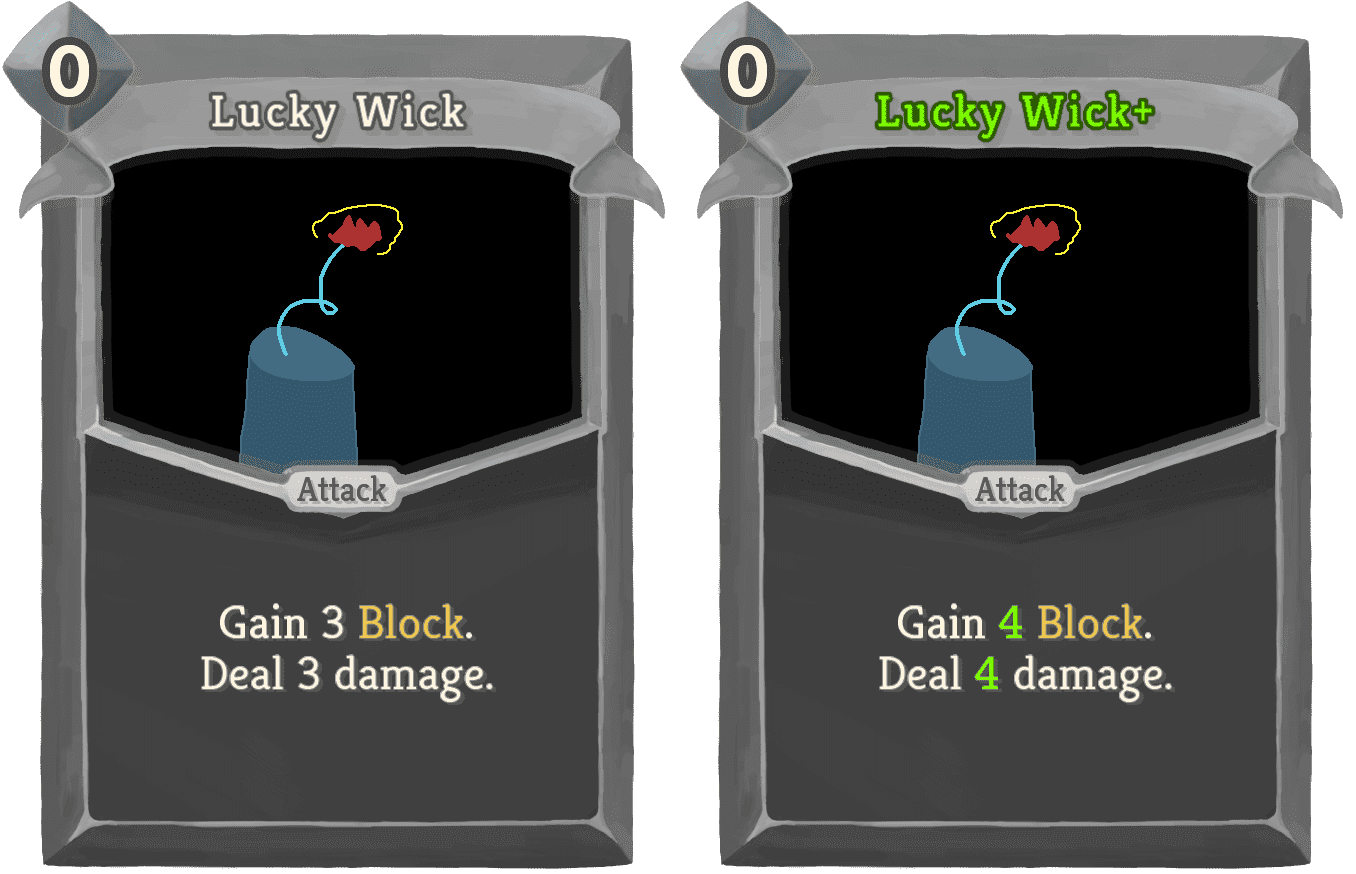 0
Lucky Wick
Attack
Gain 3 Block.
Deal 3 damage.
0
Lucky Wick+
Attack
Gain 4 Block.
Deal 4 damage.